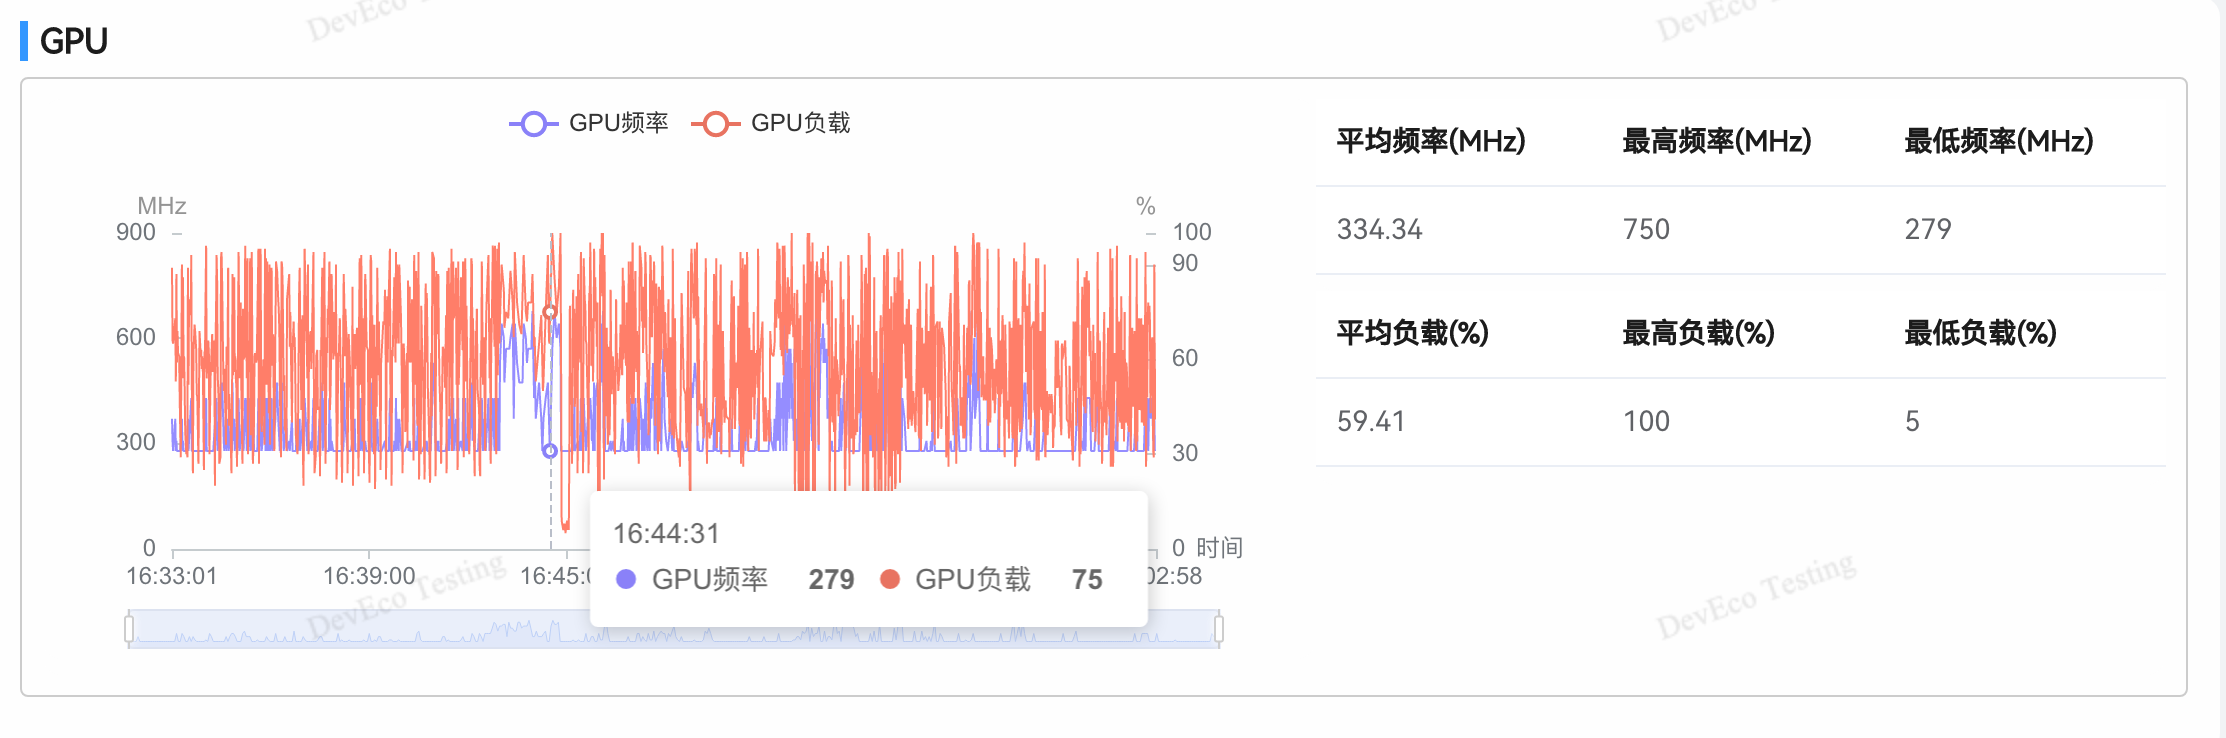 DevEco Te
DevEco Te
GPU
GPU频率 GPU负载
MHz %
900 100
90
600 60
300 30
0 0 时间
16:33:01 16:39:00 16:45:0 02:58
16:44:31
GPU频率 279 GPU负载 75
平均频率(MHz) 最高频率(MHz) 最低频率(MHz)
334.34 750 279
平均负载(%) 最高负载(%) 最低负载(%)
59.41 100 5
DevEco Testing
DevEco Testing